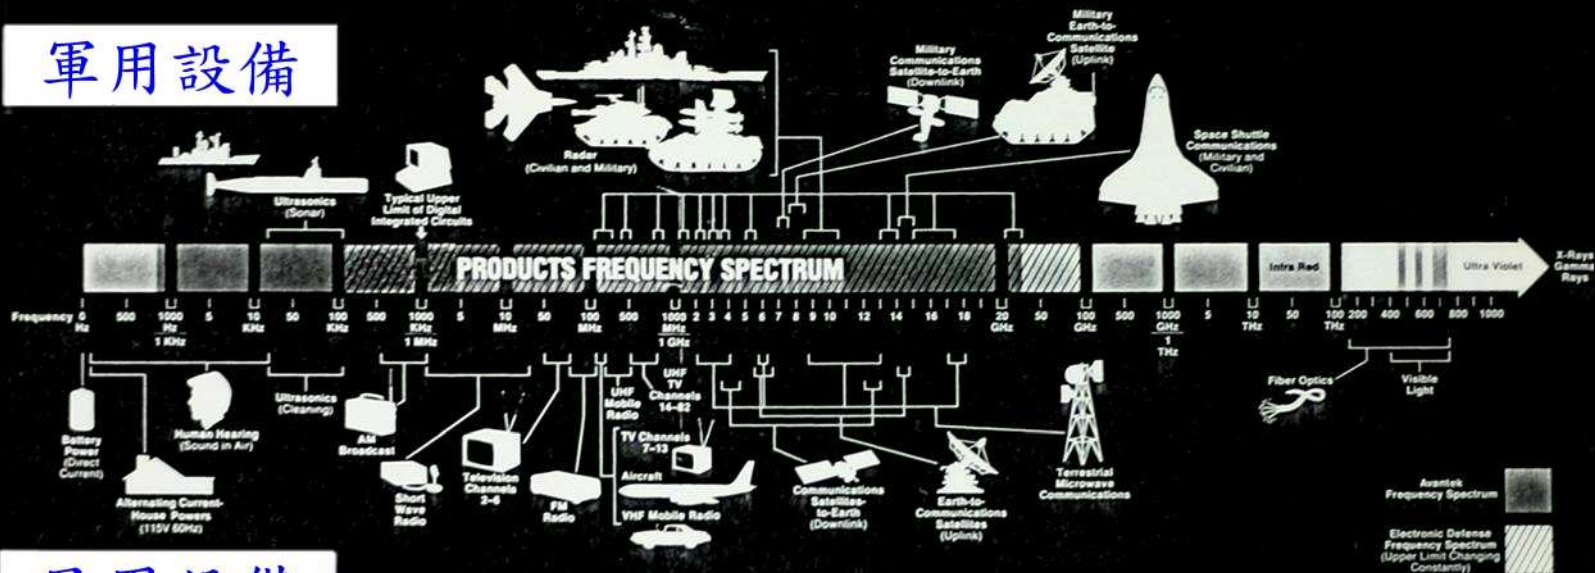 軍用設備
Military
Earth-to-
Communications
Satellite
(Uplink)
Military
Communications
Satellite-to-Earth
(Downlink)
Space Shuttle
Communications
(Military and
Civilian)
Radar
(Civilian and Military)
Ultrasonics
(Sonar)
Typical Upper
Limit of Digital
Integrated Circuits
PRODUCTS FREQUENCY SPECTRUM
Infra Red
Ultra Violet
X-Rays
Gamma
Rays
Frequency 0 500 1000 5 10 50 100 500 1000 5 10 50 100 500 1000 2 3 4 5 6 7 8 9 10 12 14 16 18 20 50 100 500 1000 5 10 50 100 200 400 600 800 1000
Hz Hz KHz KHz KHz MHz MHz MHz GHz GHz GHz THz THz
1 KHz 1 MHz 1 GHz 1
THz
Battery
Power
(Direct
Current)
Human Hearing
(Sound in Air)
Alternating Current-
House Powers
(115V 60Hz)
Ultrasonics
(Cleaning)
AM
Broadcast
Short
Wave
Radio
Television
Channels
2-6
FM
Radio
UHF
Mobile
Radio
UHF
TV
Channels
14-82
TV Channels
7-13
Aircraft
VHF Mobile Radio
Communications
Satellites-
to-Earth
(Downlink)
Earth-to-
Communications
Satellites
(Uplink)
Terrestrial
Microwave
Communications
Fiber Optics
Visible
Light
Avantek
Frequency Spectrum
Electronic Defense
Frequency Spectrum
(Upper Limit Changing
Constantly)